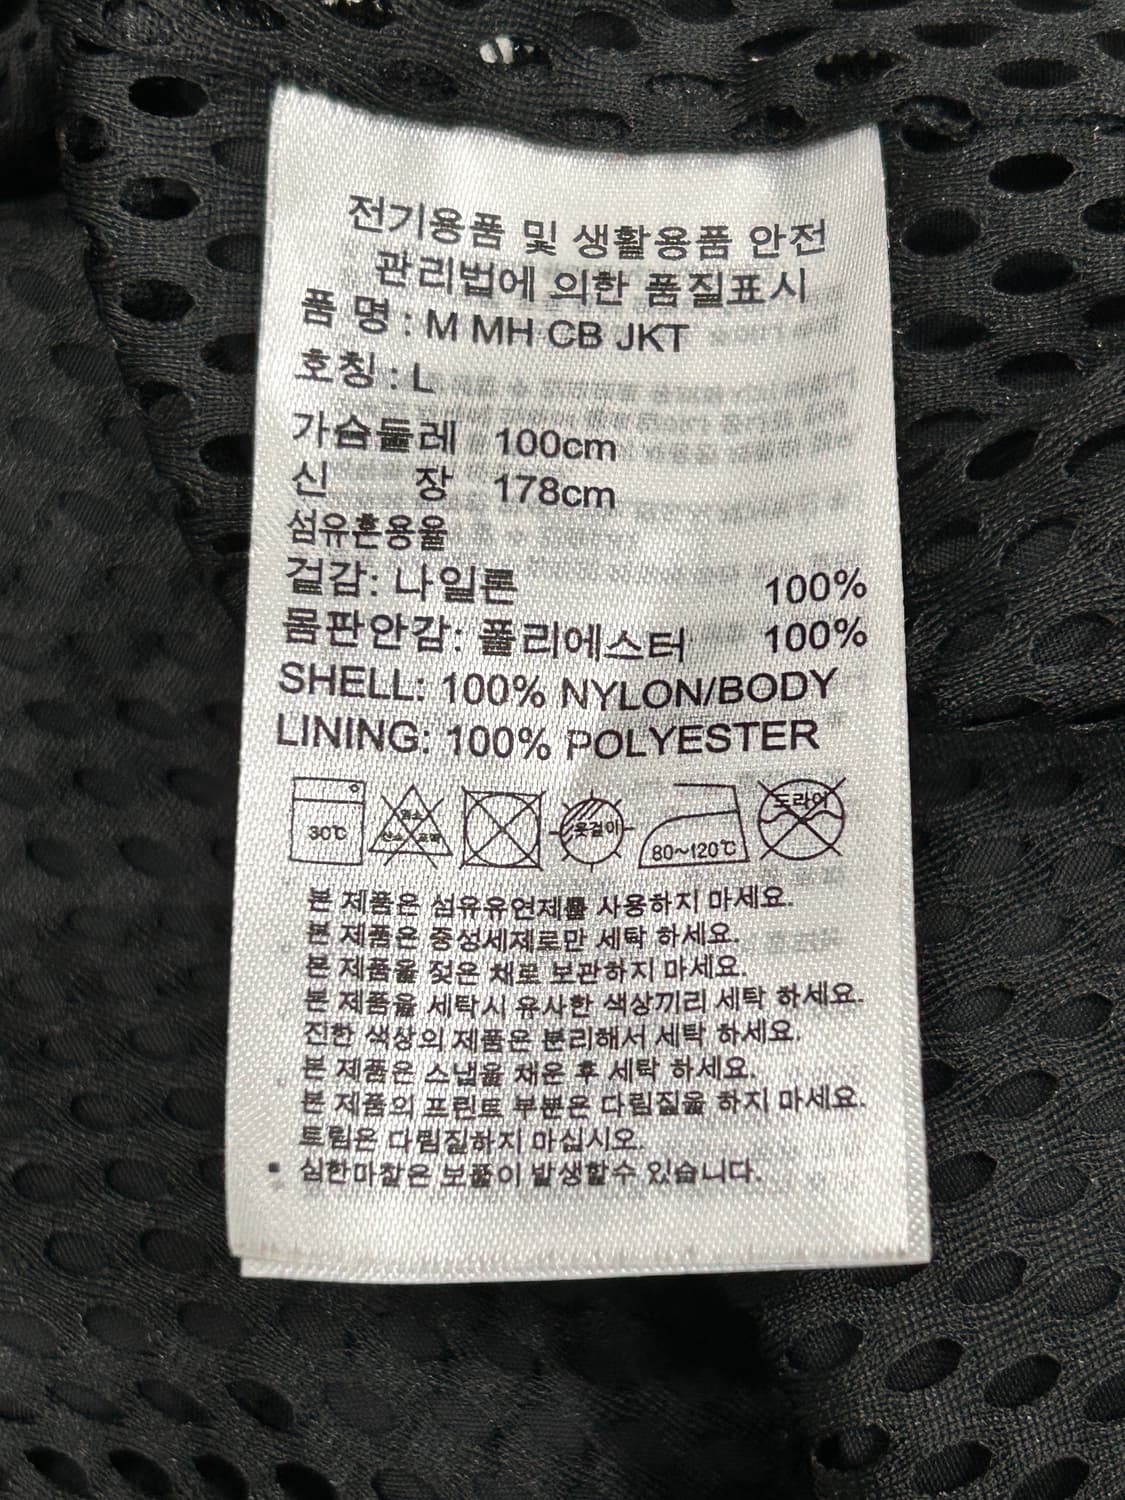 전기용품 및 생활용품 안전
관리법에 의한 품질표시
품 명 : M MH CB JKT
호칭 : L
가슴둘레 100cm
신 장 178cm
섬유혼용율
겉감: 나일론 100%
몸판안감: 폴리에스터 100%
SHELL: 100% NYLON/BODY
LINING: 100% POLYESTER
30℃ 옷걸이 80~120℃ 드라이
본 제품은 섬유유연제를 사용하지 마세요.
본 제품은 중성세제로만 세탁 하세요.
본 제품을 젖은 채로 보관하지 마세요.
본 제품을 세탁시 유사한 색상끼리 세탁 하세요.
진한 색상의 제품은 분리해서 세탁 하세요.
본 제품은 스냅을 채운 후 세탁 하세요.
본 제품의 프린트 부분은 다림질을 하지 마세요.
트림은 다림질하지 마십시오.
심한마찰은 보풀이 발생할수 있습니다.